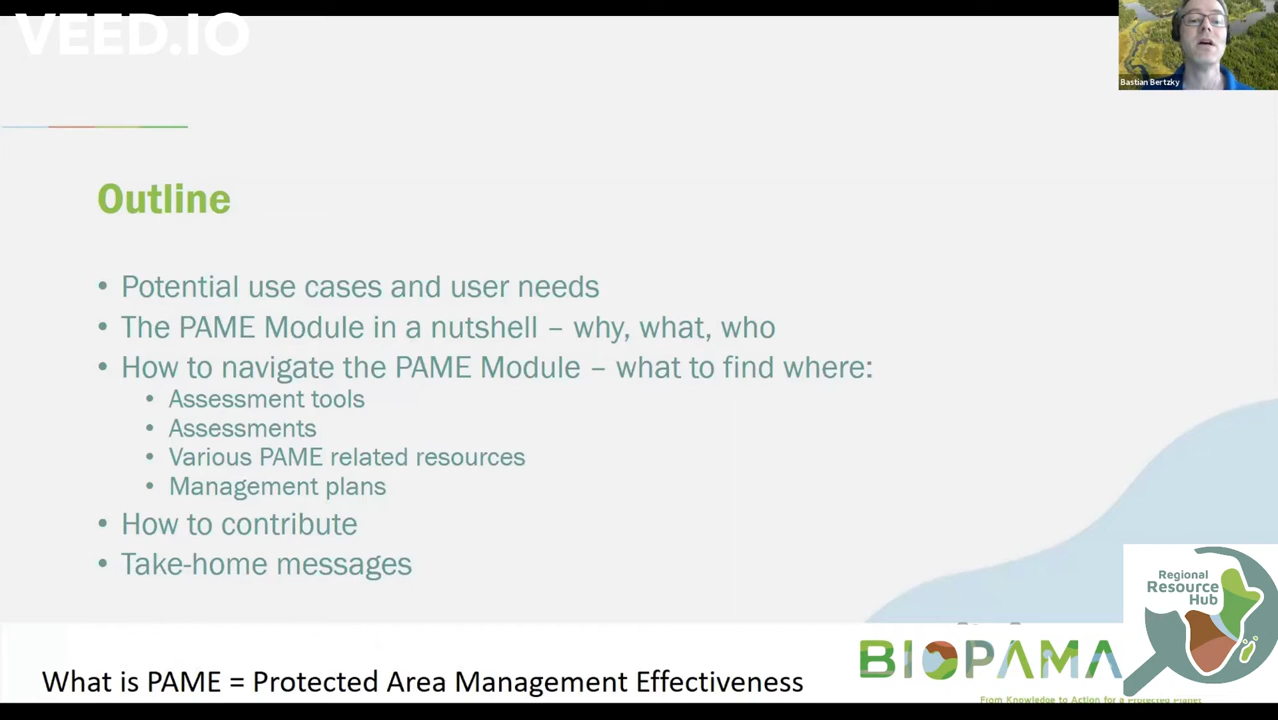 VEED.IO
Bastian Bertzky
Outline
• Potential use cases and user needs
• The PAME Module in a nutshell – why, what, who
• How to navigate the PAME Module – what to find where:
• Assessment tools
• Assessments
• Various PAME related resources
• Management plans
• How to contribute
• Take-home messages
Regional
Resource
Hub
BIOPAMA
What is PAME = Protected Area Management Effectiveness
From Knowledge to Action for a Protected Planet